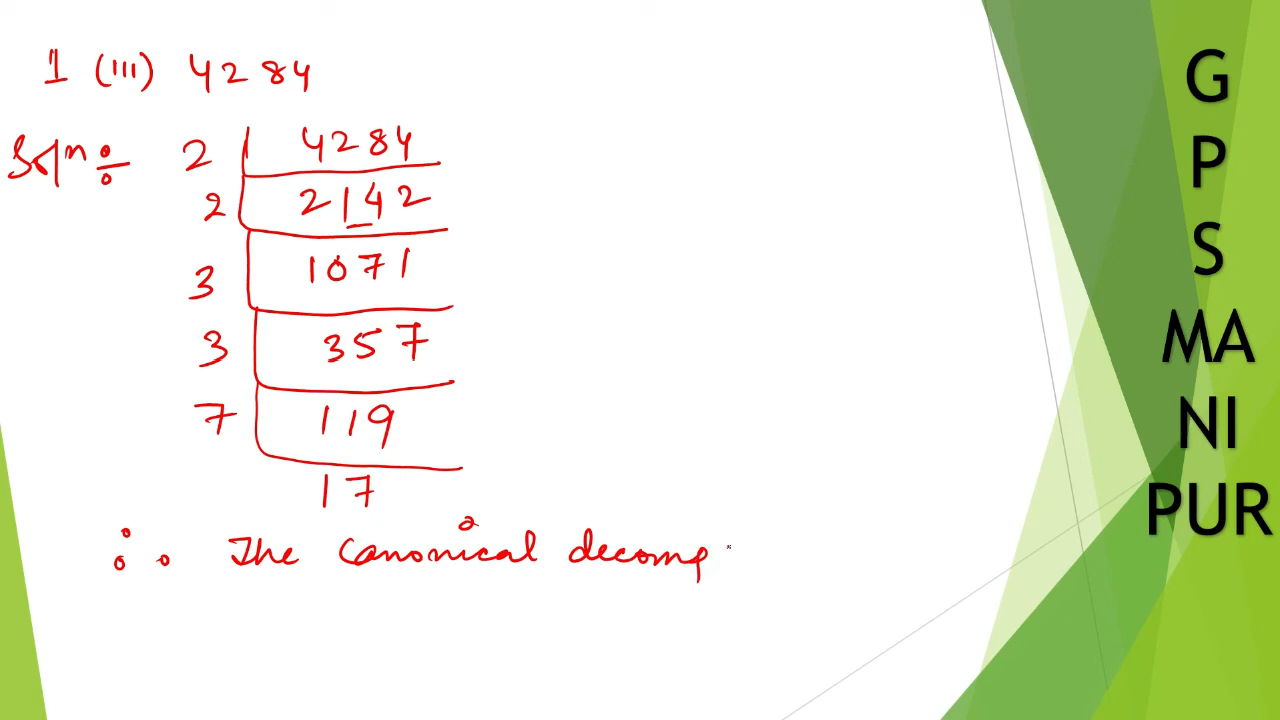 1 (iii) 4284
Soln : 2 | 4284
2 | 2142
3 | 1071
3 | 357
7 | 119
17
∴ The canonical decomp
G
P
S
MA
NI
PUR